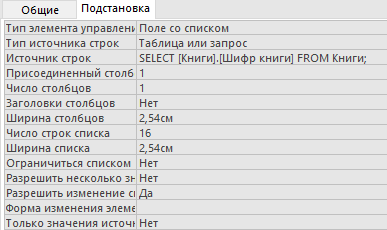 Общие Подстановка
Тип элемента управлени Поле со списком
Тип источника строк Таблица или запрос
Источник строк SELECT [Книги].[Шифр книги] FROM Книги;
Присоединенный столб 1
Число столбцов 1
Заголовки столбцов Нет
Ширина столбцов 2,54см
Число строк списка 16
Ширина списка 2,54см
Ограничиться списком Нет
Разрешить несколько зн Нет
Разрешить изменение сп Да
Форма изменения элеме
Только значения источн Нет